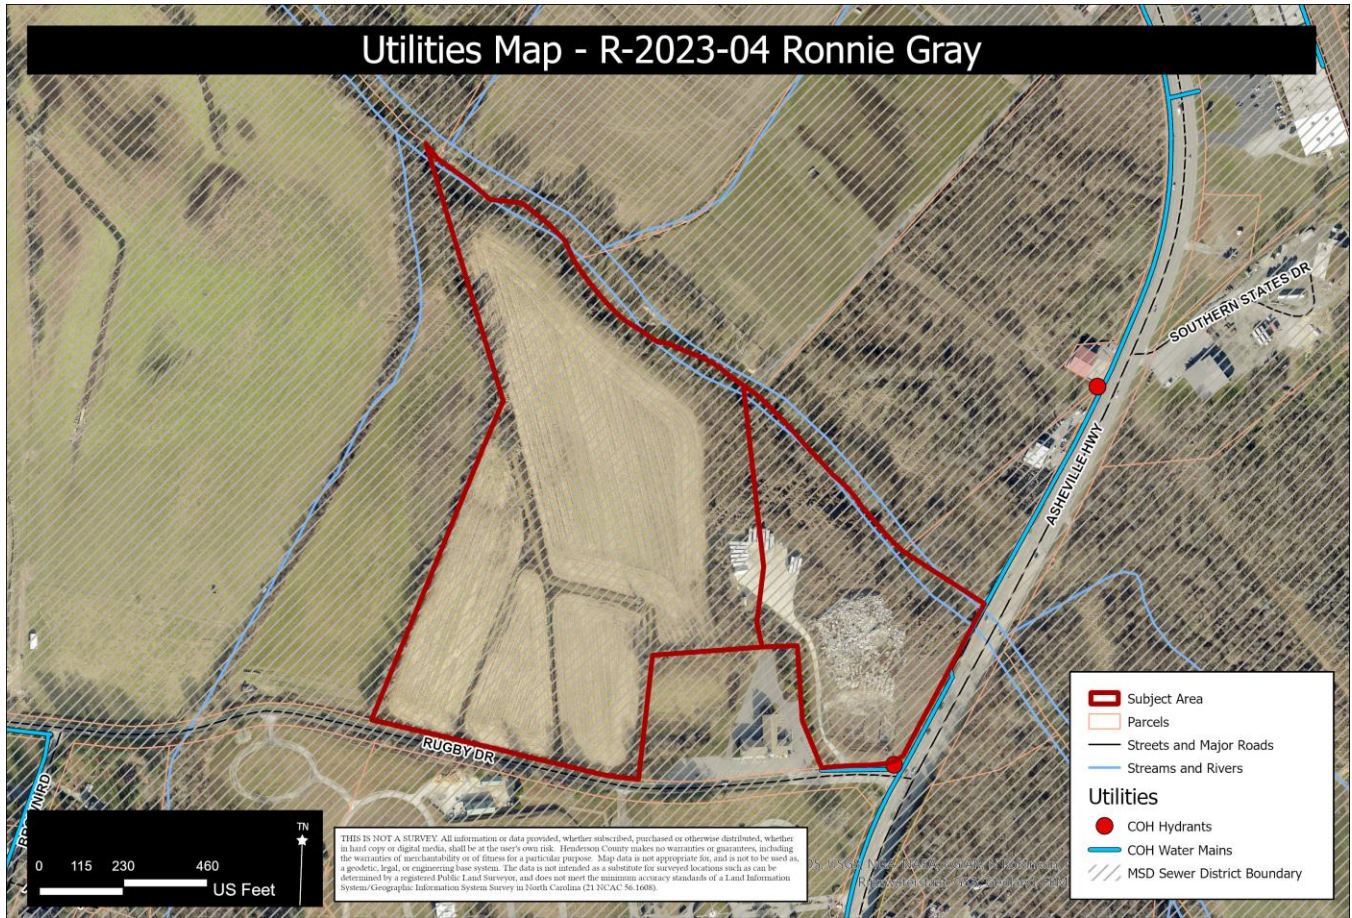 Utilities Map - R-2023-04 Ronnie Gray
SOUTHERN STATES DR
ASHEVILLE HWY
RUGBY DR
Subject Area
Parcels
Streets and Major Roads
Streams and Rivers
Utilities
COH Hydrants
COH Water Mains
MSD Sewer District Boundary
TN
0 115 230 460
US Feet
THIS IS NOT A SURVEY. All information or data provided, whether subscribed, purchased or otherwise distributed, whether
in hard copy or digital media, shall be at the user's own risk. Henderson County makes no warranties or guarantees, including
the warranties of merchantability or of fitness for a particular purpose. Map data is not appropriate for, and is not to be used as,
a geodetic, legal, or engineering base system. The data is not intended as a substitute for surveyed locations such as can be
determined by a registered Public Land Surveyor, and does not meet the minimum accuracy standards of a Land Information
System/Geographic Information System Survey in North Carolina (21 NCAC 56.1608).